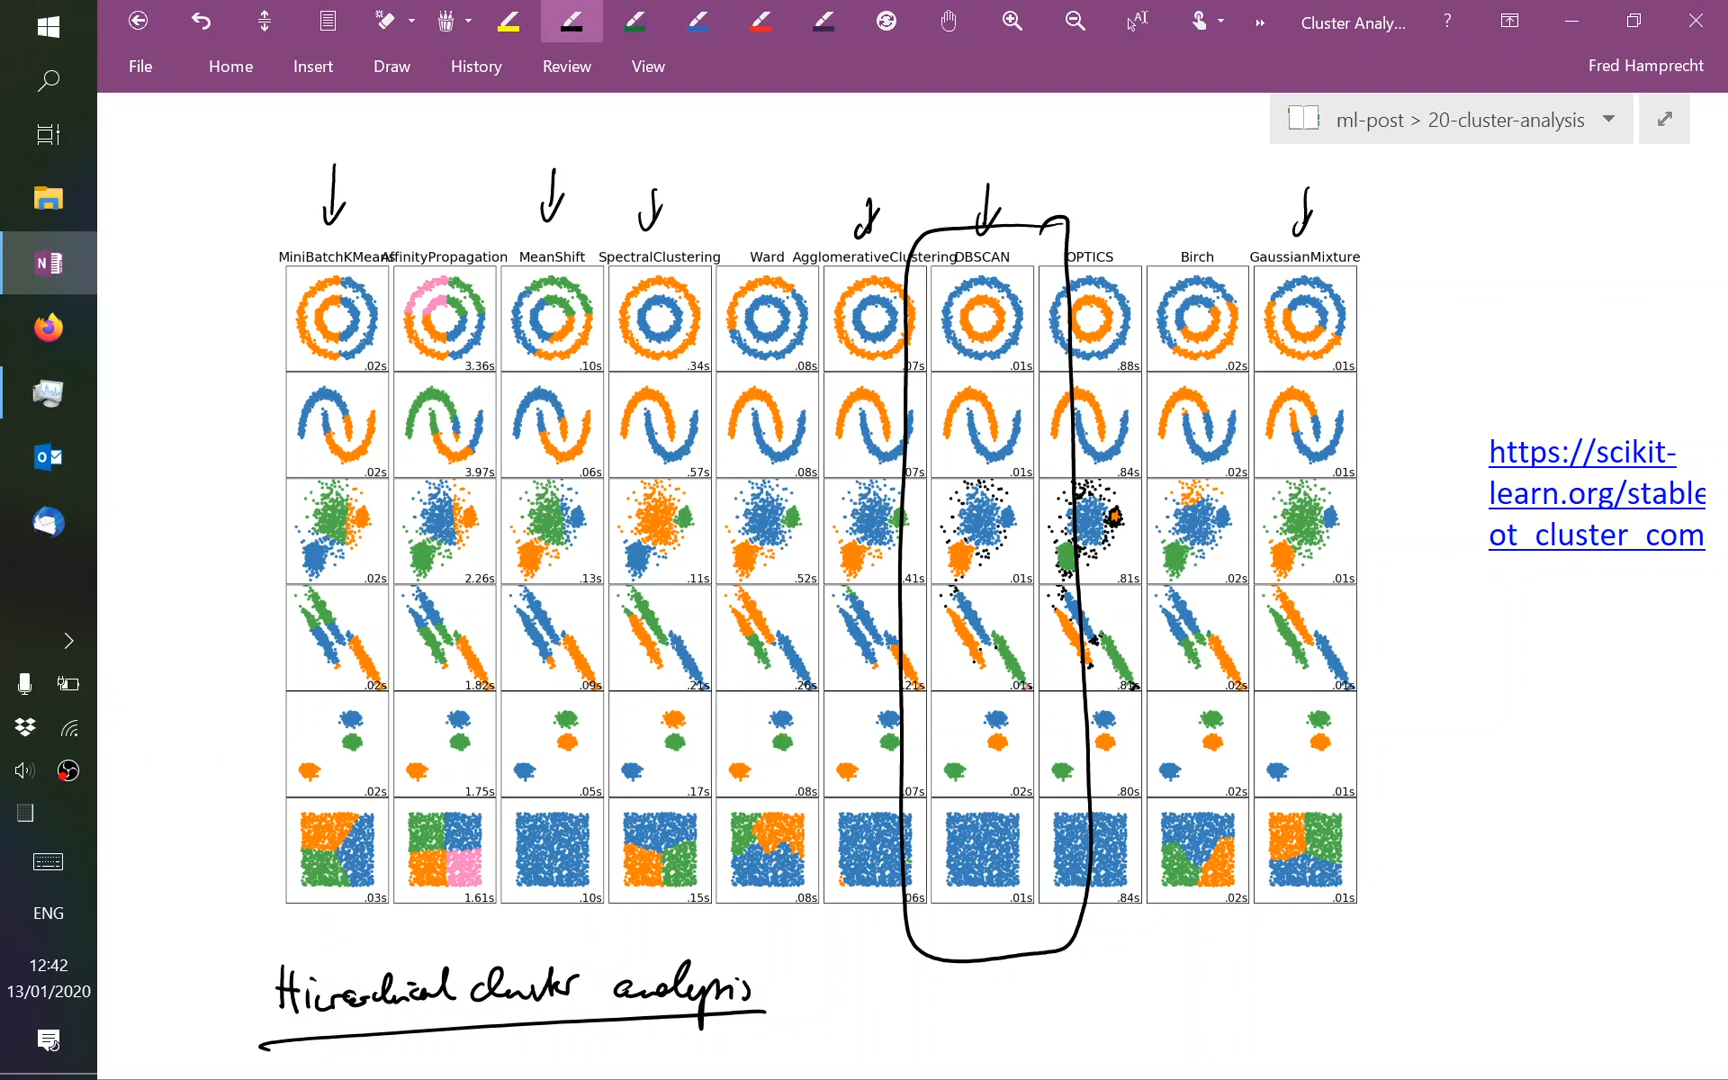 Cluster Analy...
?
File
Home
Insert
Draw
History
Review
View
Fred Hamprecht
ml-post > 20-cluster-analysis
MiniBatchKMeans
AffinityPropagation
MeanShift
SpectralClustering
Ward
AgglomerativeClustering
DBSCAN
OPTICS
Birch
GaussianMixture
.02s 3.36s .10s .34s .08s .07s .01s .88s .02s .01s
.02s 3.97s .06s .57s .08s .07s .01s .84s .02s .01s
.02s 2.26s .13s .11s .52s .41s .01s .81s .02s .01s
.02s 1.82s .09s .21s .26s .21s .01s .81s .02s .01s
.02s 1.75s .05s .17s .08s .07s .02s .80s .02s .01s
.03s 1.61s .10s .15s .08s .06s .01s .84s .02s .01s
https://scikit-
learn.org/stable
ot_cluster_com
Hierarchical cluster analysis
ENG
12:42
13/01/2020